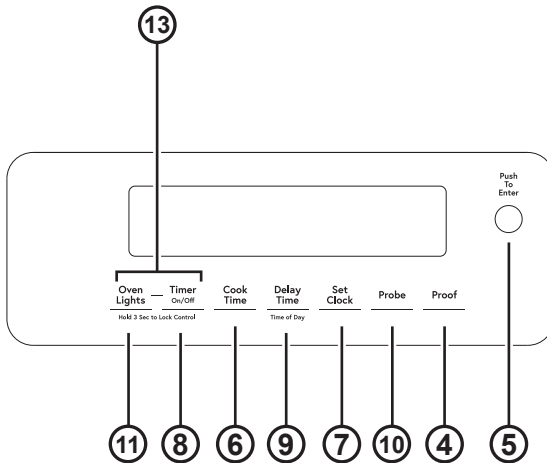 13
Push
To
Enter
Oven
Lights
Timer
On/Off
Hold 3 Sec to Lock Control
Cook
Time
Delay
Time
Time of Day
Set
Clock
Probe
Proof
11
8
6
9
7
10
4
5